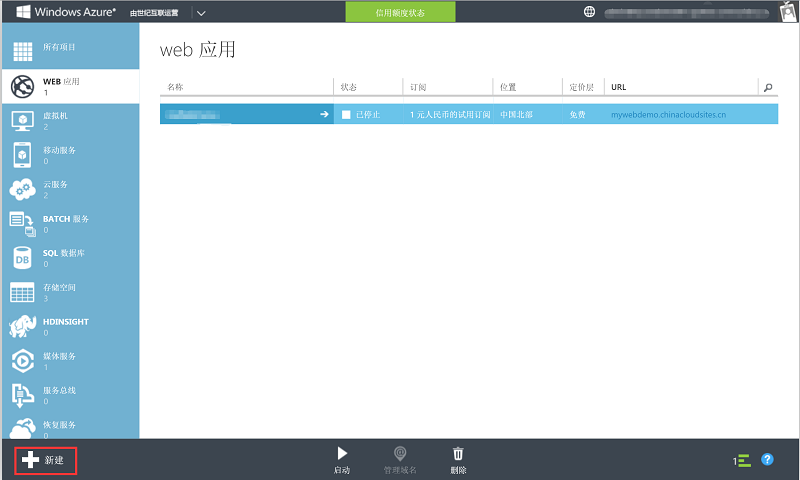 Windows Azure* 由世纪互联运营
信用额度状态
所有项目
WEB 应用
1
虚拟机
2
移动服务
0
云服务
2
BATCH 服务
0
SQL 数据库
0
DB
存储空间
3
HDINSIGHT
0
媒体服务
1
服务总线
0
恢复服务
0
web 应用
名称 状态 订阅 位置 定价层 URL
已停止 1 元人民币的试用订阅 中国北部 免费 mywebdemo.chinacloudsites.cn
新建
启动
管理域名
删除
1
?